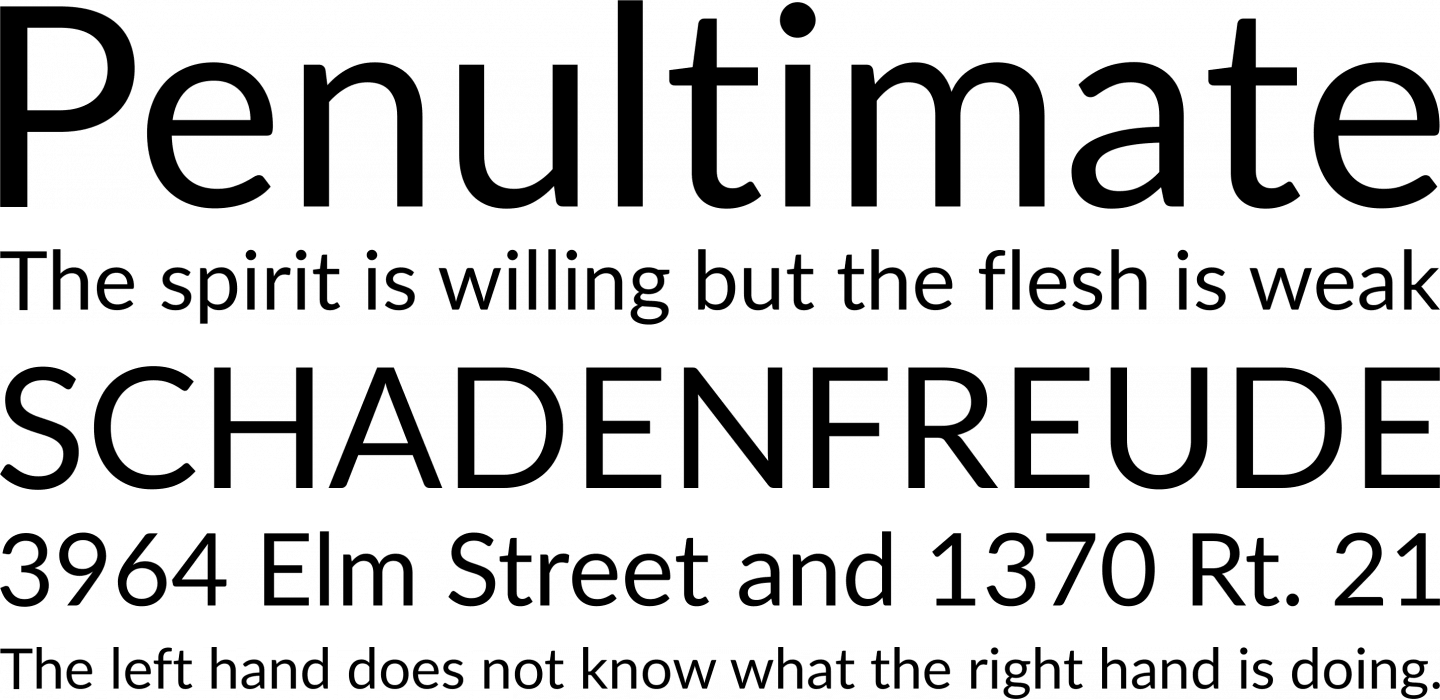 Penultimate
The spirit is willing but the flesh is weak
SCHADENFREUDE
3964 Elm Street and 1370 Rt. 21
The left hand does not know what the right hand is doing.